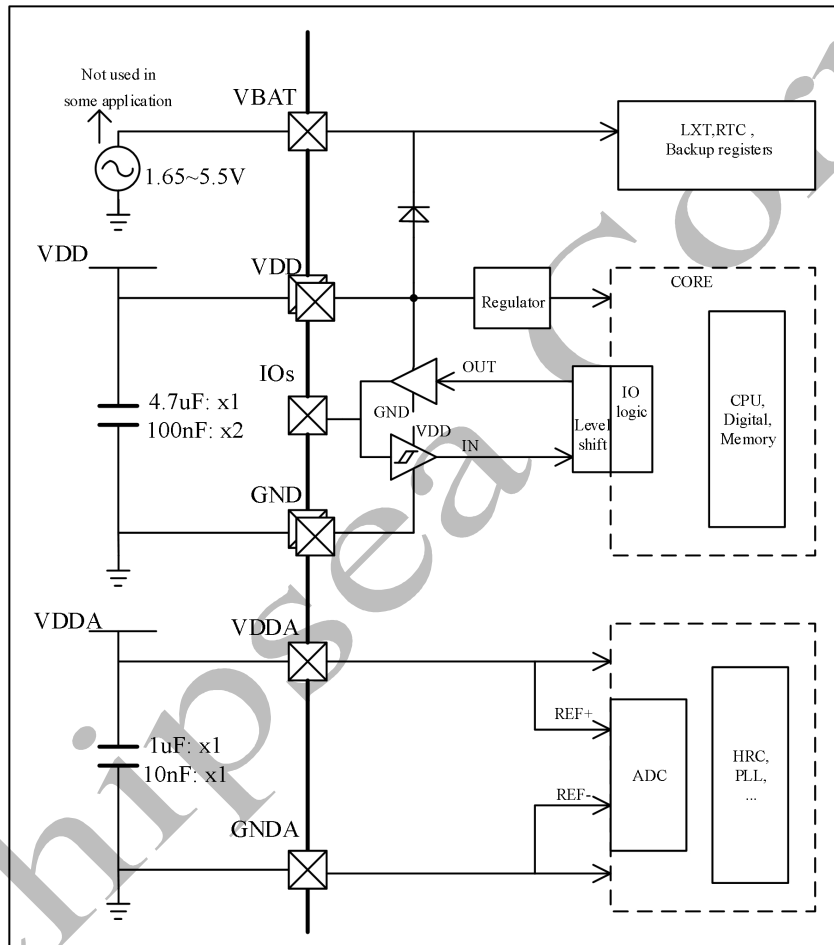 Not used in
some application
VBAT
1.65~5.5V
LXT,RTC ,
Backup registers
VDD
VDD
Regulator
CORE
IOs
OUT
GND
VDD
IN
Level
shift
IO
logic
CPU,
Digital,
Memory
4.7uF: x1
100nF: x2
GND
VDDA
VDDA
REF+
1uF: x1
10nF: x1
ADC
HRC,
PLL,
...
REF-
GNDA
hipsea Cor